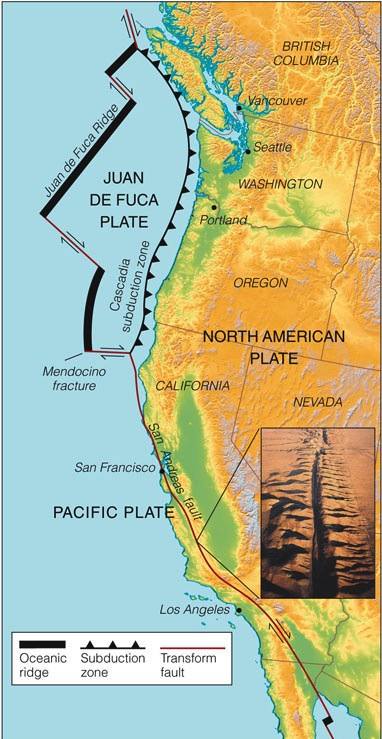 BRITISH
COLUMBIA
Vancouver
Juan de Fuca Ridge
Seattle
JUAN
DE FUCA
PLATE
WASHINGTON
Portland
Cascadia
subduction zone
OREGON
NORTH AMERICAN
PLATE
Mendocino
fracture
CALIFORNIA
NEVADA
San Andreas fault
San Francisco
PACIFIC PLATE
Los Angeles
Oceanic
ridge
Subduction
zone
Transform
fault